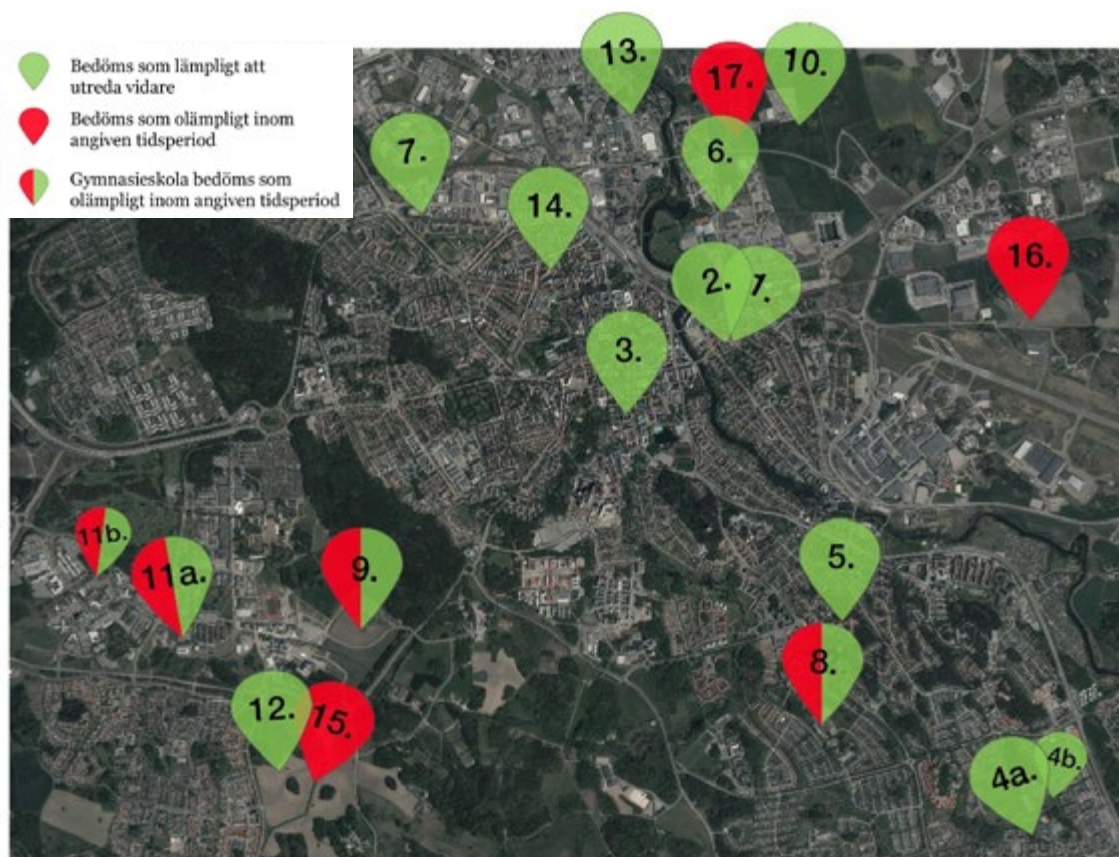 Bedöms som lämpligt att
utreda vidare
Bedöms som olämpligt inom
angiven tidsperiod
Gymnasieskola bedöms som
olämpligt inom angiven tidsperiod
13.
17.
10.
7.
6.
14.
16.
2.
1.
3.
11b.
11a.
9.
5.
8.
12.
15.
4a.
4b.